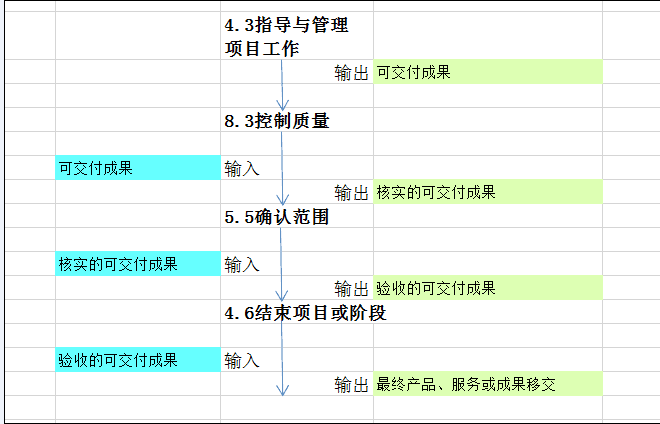 4.3指导与管理
项目工作
输出 可交付成果
8.3控制质量
可交付成果 输入
输出 核实的可交付成果
5.5确认范围
核实的可交付成果 输入
输出 验收的可交付成果
4.6结束项目或阶段
验收的可交付成果 输入
输出 最终产品、服务或成果移交